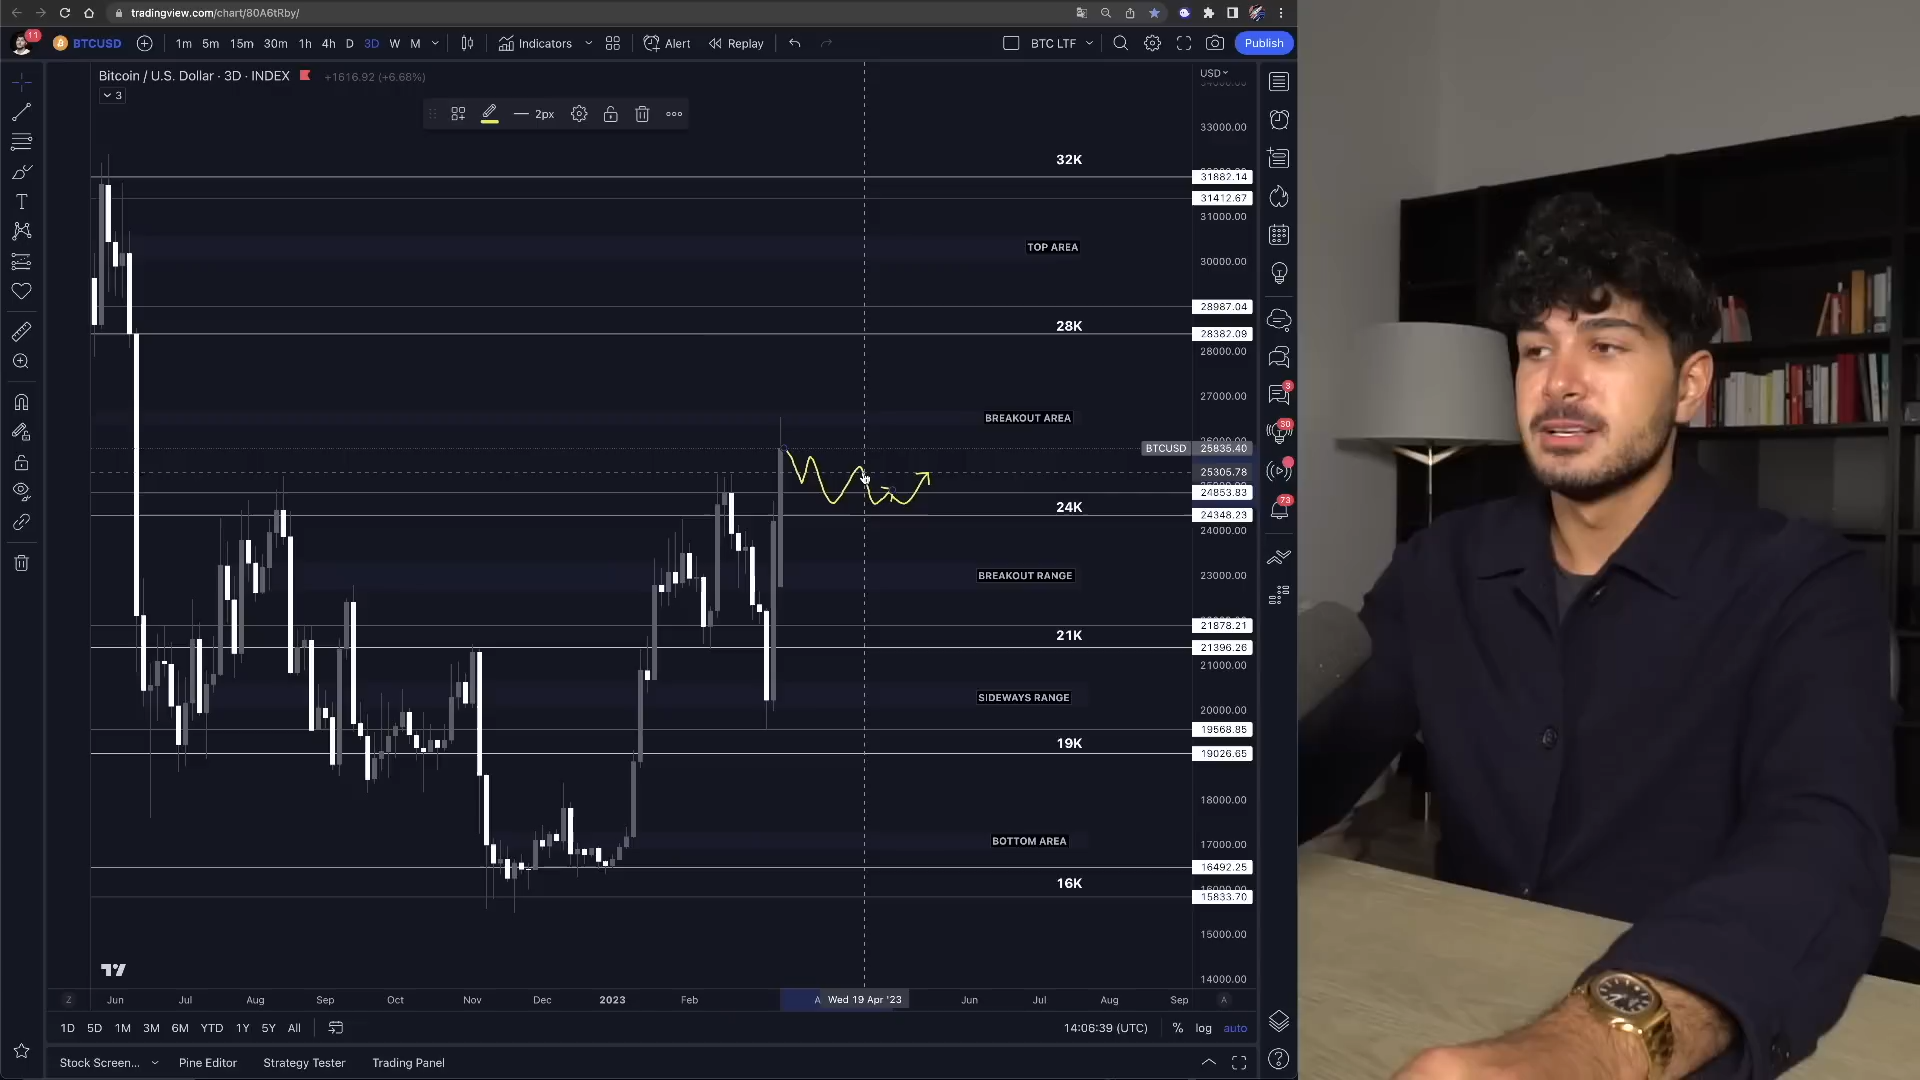 tradingview.com/chart/80A6tRby/
11
BTCUSD
1m 5m 15m 30m 1h 4h D 3D W M
Indicators
Alert
Replay
BTC LTF
Publish
Bitcoin / U.S. Dollar · 3D · INDEX +1616.92 (+6.68%)
USD
3
2px
34000.00
33000.00
32K
31882.14
31412.67
31000.00
TOP AREA
30000.00
28987.04
28K
28382.09
28000.00
27000.00
3
BREAKOUT AREA
30
BTCUSD 25835.40
25305.78
24853.83
73
24K
24348.23
24000.00
BREAKOUT RANGE
23000.00
21878.21
21K
21396.26
21000.00
SIDEWAYS RANGE
20000.00
19568.85
19K
19026.65
18000.00
BOTTOM AREA
17000.00
16492.25
16K
15833.70
15000.00
14000.00
Z
Jun Jul Aug Sep Oct Nov Dec 2023 Feb A Wed 19 Apr '23 Jun Jul Aug Sep
A
1D 5D 1M 3M 6M YTD 1Y 5Y All
14:06:39 (UTC) % log auto
Stock Screen... Pine Editor Strategy Tester Trading Panel